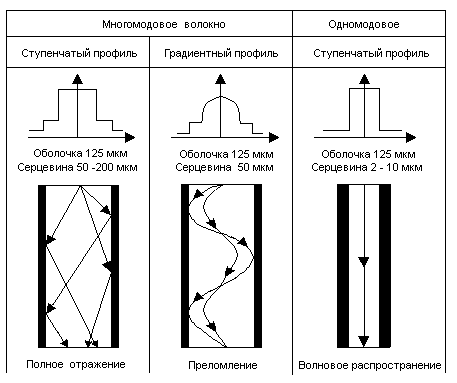 Многомодовое волокно
Одномодовое
Ступенчатый профиль
Градиентный профиль
Ступенчатый профиль
Оболочка 125 мкм
Серцевина 50 -200 мкм
Оболочка 125 мкм
Серцевина 50 мкм
Оболочка 125 мкм
Серцевина 2 - 10 мкм
Полное отражение
Преломление
Волновое распространение